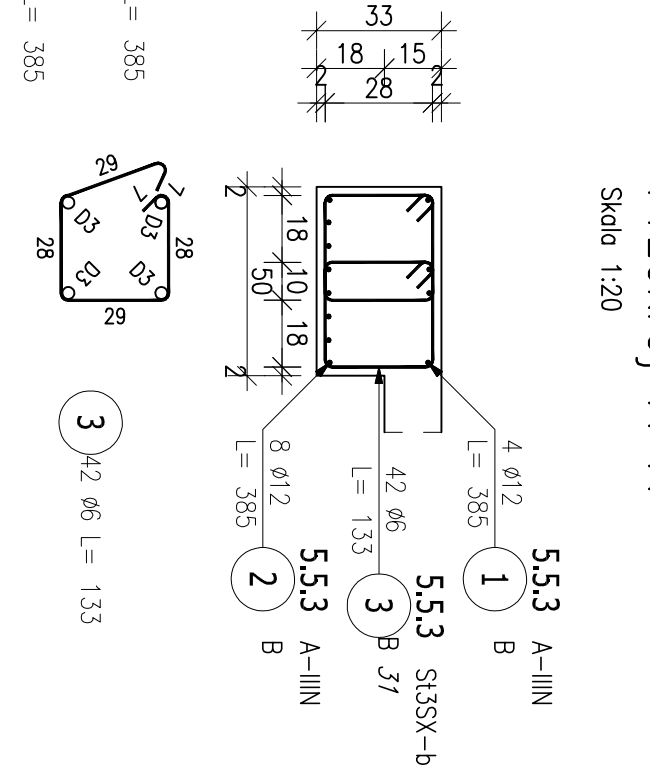 Skala 1:20
33
18 15
2 28 2
2 18 10 18 2
50
4 ø12
L= 385
1
5.5.3 A-IIIN
B
42 ø6
L= 133
3
5.5.3 St3SX-b
B 31
8 ø12
L= 385
2
5.5.3 A-IIIN
B
L= 385
L= 385
29
7
7
D3
D3
28
28
D3
D3
29
3
42 ø6 L= 133